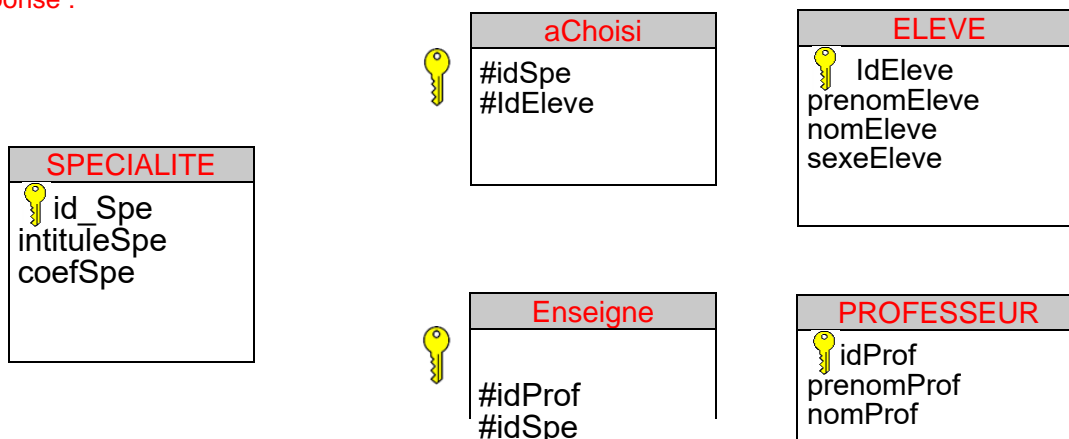 aChoisi
#idSpe
#IdEleve
ELEVE
IdEleve
prenomEleve
nomEleve
sexeEleve
SPECIALITE
id_Spe
intituleSpe
coefSpe
Enseigne
#idProf
#idSpe
PROFESSEUR
idProf
prenomProf
nomProf